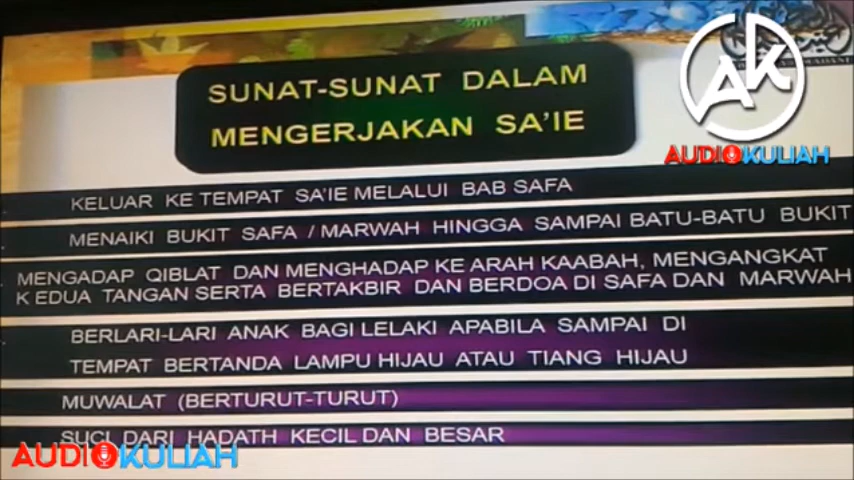 SUNAT-SUNAT DALAM
MENGERJAKAN SA'IE
AK
AUDIOKULIAH
KELUAR KE TEMPAT SA'IE MELALUI BAB SAFA
MENAIKI BUKIT SAFA / MARWAH HINGGA SAMPAI BATU-BATU BUKIT
MENGADAP QIBLAT DAN MENGHADAP KE ARAH KAABAH, MENGANGKAT
K EDUA TANGAN SERTA BERTAKBIR DAN BERDOA DI SAFA DAN MARWAH
BERLARI-LARI ANAK BAGI LELAKI APABILA SAMPAI DI
TEMPAT BERTANDA LAMPU HIJAU ATAU TIANG HIJAU
MUWALAT (BERTURUT-TURUT)
SUCI DARI HADATH KECIL DAN BESAR
AUDIOKULIAH